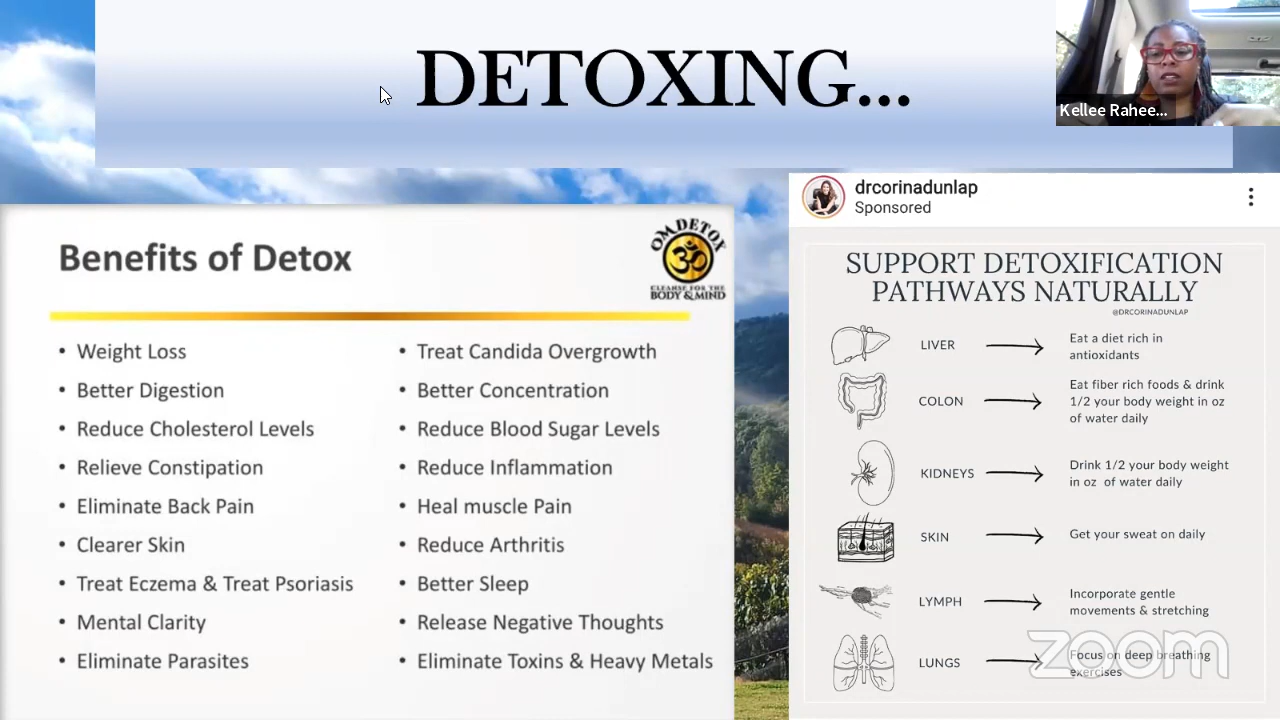 DETOXING...
Kellee Rahee...
Benefits of Detox
OM DETOX
CLEANSE FOR THE
BODY & MIND
• Weight Loss
• Better Digestion
• Reduce Cholesterol Levels
• Relieve Constipation
• Eliminate Back Pain
• Clearer Skin
• Treat Eczema & Treat Psoriasis
• Mental Clarity
• Eliminate Parasites
• Treat Candida Overgrowth
• Better Concentration
• Reduce Blood Sugar Levels
• Reduce Inflammation
• Heal muscle Pain
• Reduce Arthritis
• Better Sleep
• Release Negative Thoughts
• Eliminate Toxins & Heavy Metals
drcorinadunlap
Sponsored
SUPPORT DETOXIFICATION
PATHWAYS NATURALLY
@DRCORINADUNLAP
LIVER
Eat a diet rich in
antioxidants
COLON
Eat fiber rich foods & drink
1/2 your body weight in oz
of water daily
KIDNEYS
Drink 1/2 your body weight
in oz of water daily
SKIN
Get your sweat on daily
LYMPH
Incorporate gentle
movements & stretching
LUNGS
Focus on deep breathing
exercises
zoom